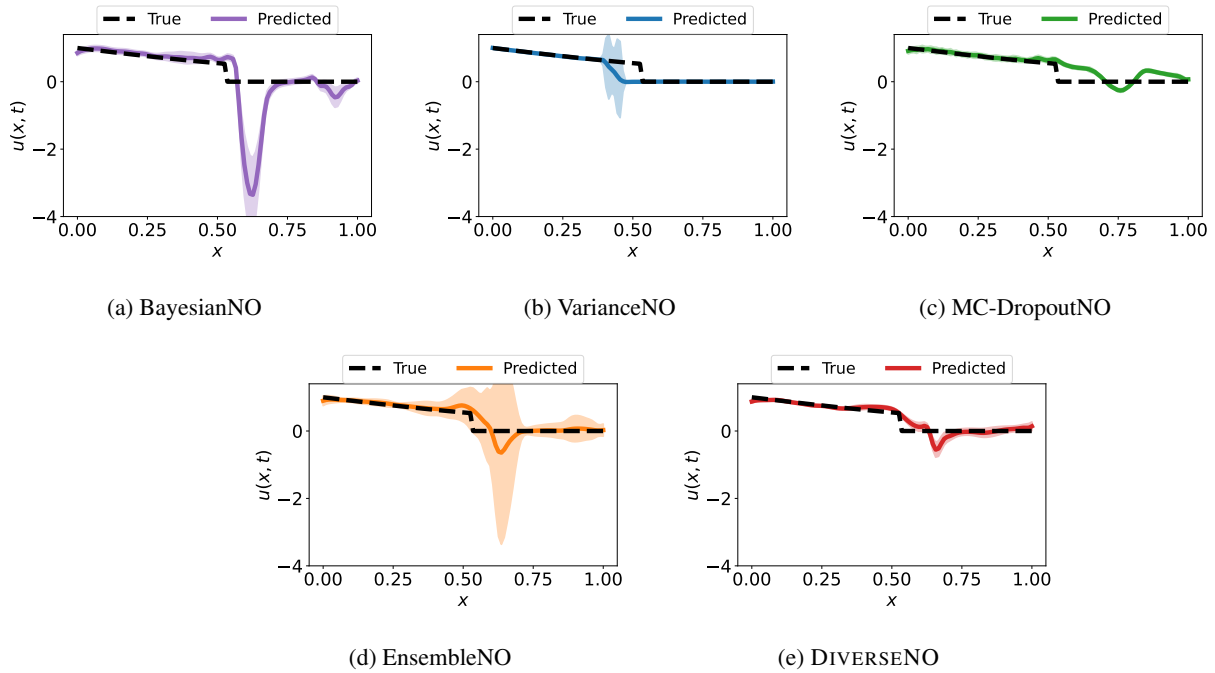 True Predicted
True Predicted
True Predicted
u(x, t)
0
−2
−4
0.00 0.25 0.50 0.75 1.00
x
u(x, t)
0
−2
−4
0.00 0.25 0.50 0.75 1.00
x
u(x, t)
0
−2
−4
0.00 0.25 0.50 0.75 1.00
x
(a) BayesianNO
(b) VarianceNO
(c) MC-DropoutNO
True Predicted
True Predicted
u(x, t)
0
−2
−4
0.00 0.25 0.50 0.75 1.00
x
u(x, t)
0
−2
−4
0.00 0.25 0.50 0.75 1.00
x
(d) EnsembleNO
(e) DIVERSENO